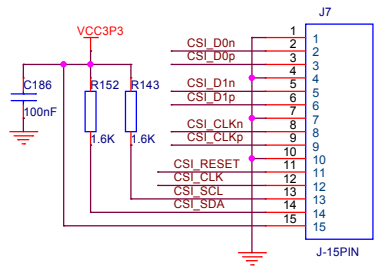 J7
VCC3P3
C186
100nF
R152
R143
1.6K
1.6K
CSI_D0n
CSI_D0p
CSI_D1n
CSI_D1p
CSI_CLKn
CSI_CLKp
CSI_RESET
CSI_CLK
CSI_SCL
CSI_SDA
1 1
2 2
3 3
4 4
5 5
6 6
7 7
8 8
9 9
10 10
11 11
12 12
13 13
14 14
15 15
J-15PIN